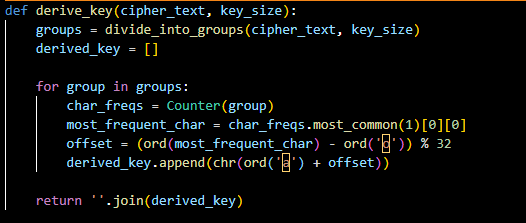 def derive_key(cipher_text, key_size):
groups = divide_into_groups(cipher_text, key_size)
derived_key = []
for group in groups:
char_freqs = Counter(group)
most_frequent_char = char_freqs.most_common(1)[0][0]
offset = (ord(most_frequent_char) - ord('о')) % 32
derived_key.append(chr(ord('а') + offset))
return ''.join(derived_key)